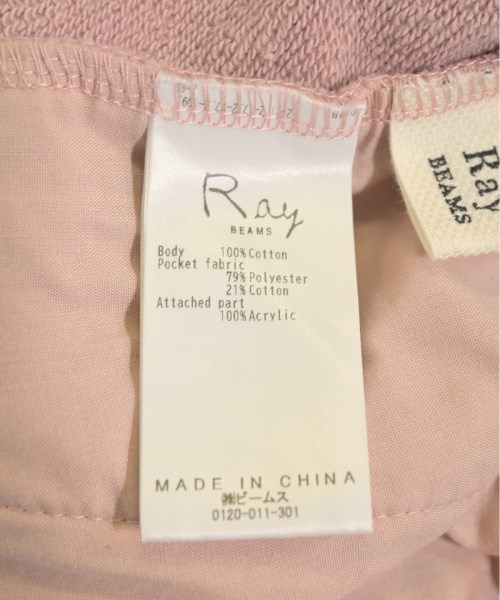 Ray
BEAMS
Body 100% Cotton
Pocket fabric
79% Polyester
21% Cotton
Attached part
100% Acrylic
MADE IN CHINA
㈱ビームス
0120-011-301
Ray
BEAMS